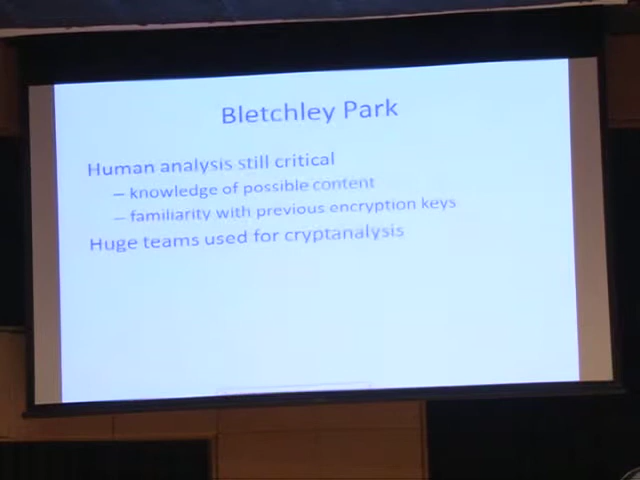 Bletchley Park
Human analysis still critical
– knowledge of possible content
– familiarity with previous encryption keys
Huge teams used for cryptanalysis